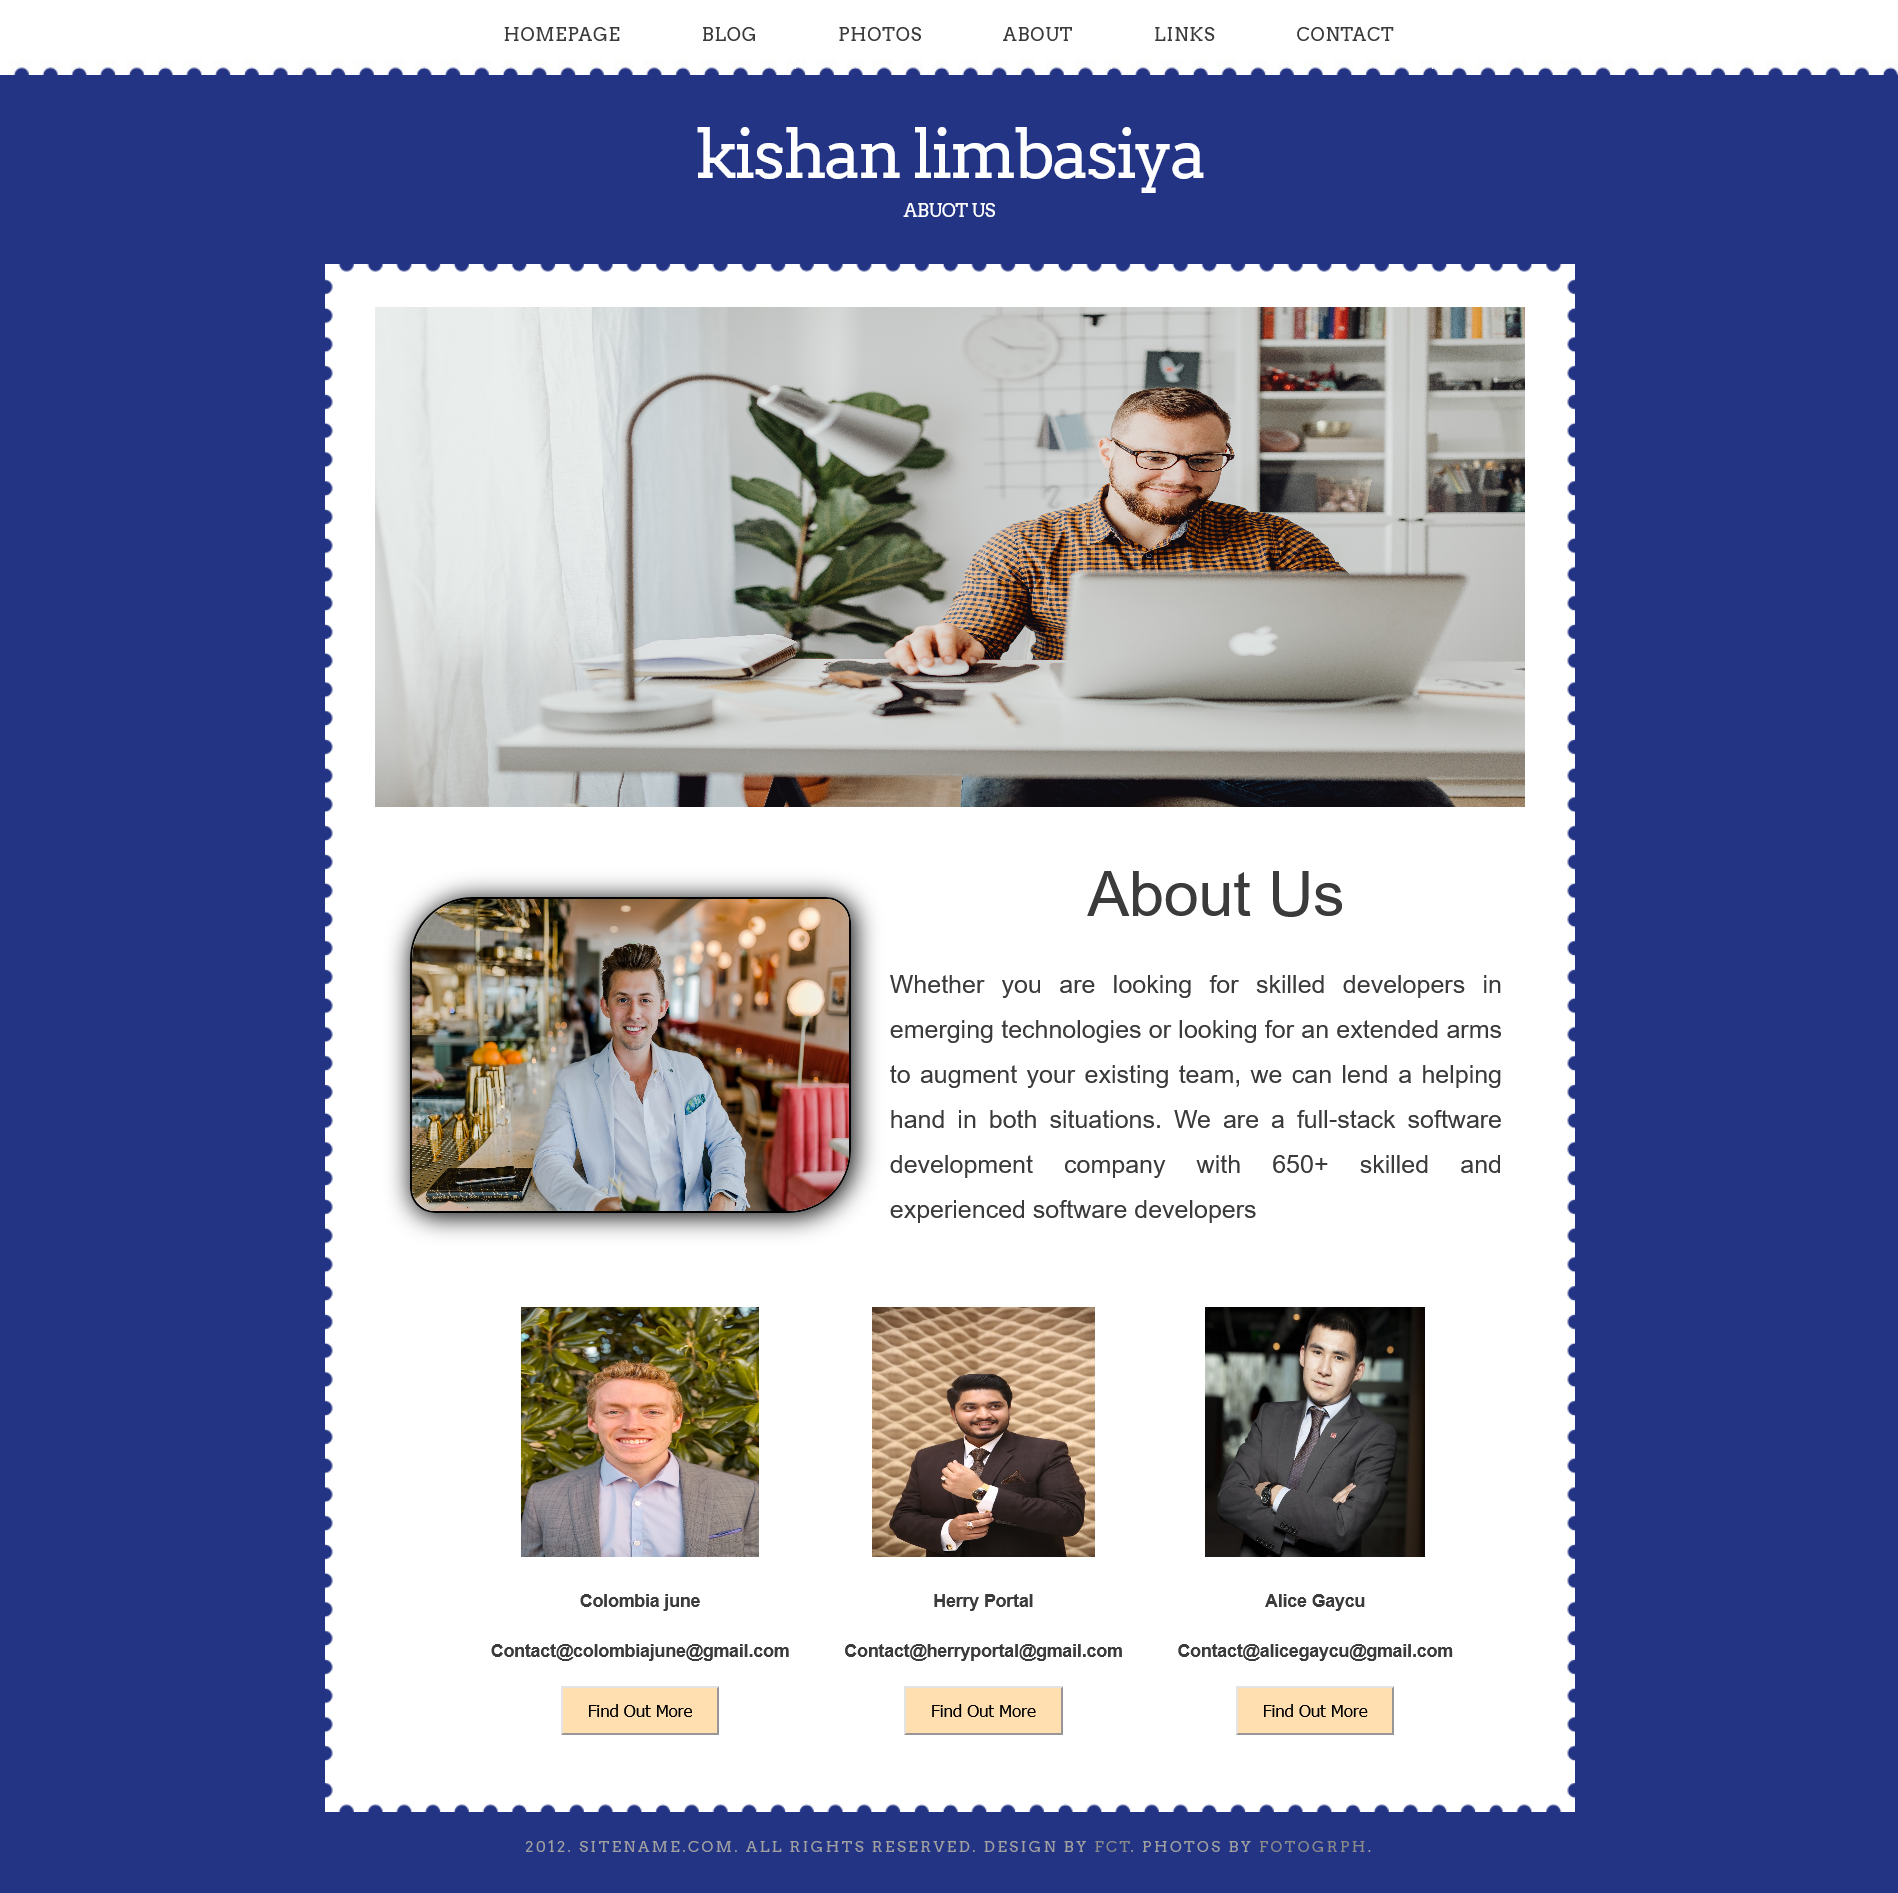 HOMEPAGE BLOG PHOTOS ABOUT LINKS CONTACT
kishan limbasiya
ABUOT US
About Us
Whether you are looking for skilled developers in
emerging technologies or looking for an extended arms
to augment your existing team, we can lend a helping
hand in both situations. We are a full-stack software
development company with 650+ skilled and
experienced software developers
Colombia june
Contact@colombiajune@gmail.com
Find Out More
Herry Portal
Contact@herryportal@gmail.com
Find Out More
Alice Gaycu
Contact@alicegaycu@gmail.com
Find Out More
2012. SITENAME.COM. ALL RIGHTS RESERVED. DESIGN BY FCT. PHOTOS BY FOTOGRPH.